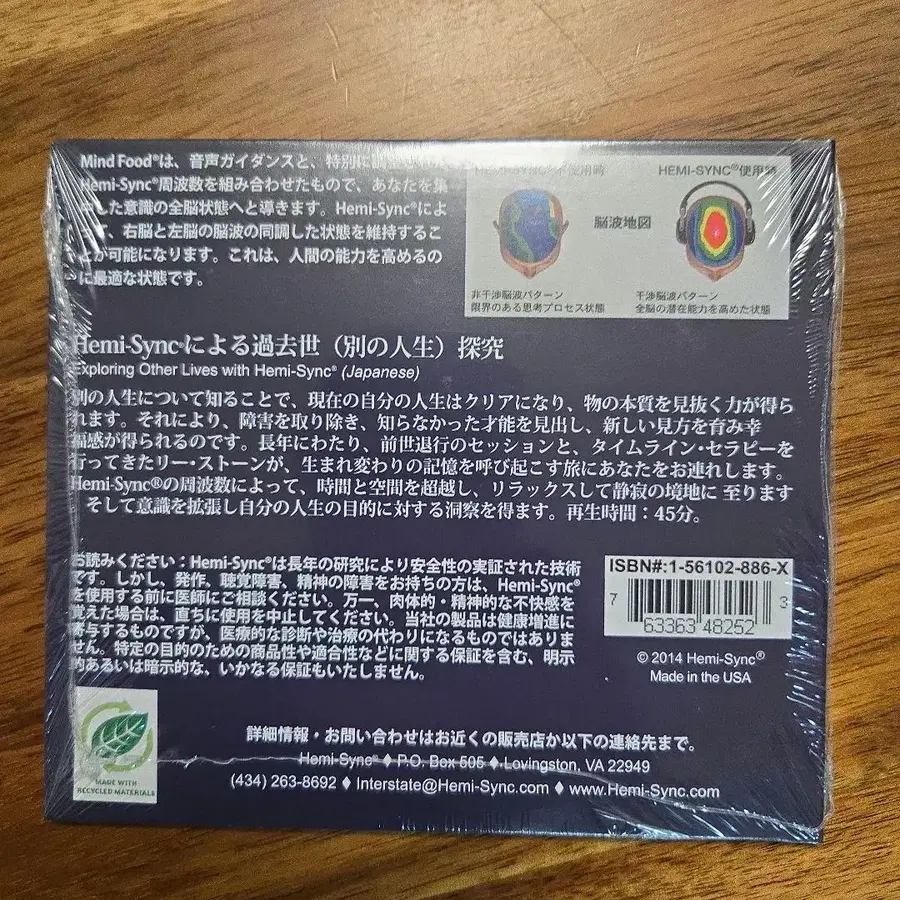 Mind Food®は、音声ガイダンスと、特別に
Hemi-Sync®周波数を組み合わせたもので、あなたを集
した意識の全脳状態へと導きます。Hemi-Sync®によ
、右脳と左脳の脳波の同調した状態を維持するこ
とが可能になります。これは、人間の能力を高めるの
に最適な状態です。
使用時
HEMI-SYNC®使用時
脳波地図
非干渉脳波パターン
限界のある思考プロセス状態
干渉脳波パターン
全脳の潜在能力を高めた状態
Hemi-Sync®による過去世（別の人生）探究
Exploring Other Lives with Hemi-Sync® (Japanese)
別の人生について知ることで、現在の自分の人生はクリアになり、物の本質を見抜く力が得ら
れます。それにより、障害を取り除き、知らなかった才能を見出し、新しい見方を育み幸
福感が得られるのです。長年にわたり、前世退行のセッションと、タイムライン・セラピーを
行ってきたリー・ストーンが、生まれ変わりの記憶を呼び起こす旅にあなたをお連れします。
Hemi-Sync®の周波数によって、時間と空間を超越し、リラックスして静寂の境地に 至ります
そして意識を拡張し自分の人生の目的に対する洞察を得ます。再生時間：45分。
お読みください：Hemi-Sync®は長年の研究により安全性の実証された技術
です。しかし、発作、聴覚障害、精神の障害をお持ちの方は、Hemi-Sync®
を使用する前に医師にご相談ください。万一、肉体的・精神的な不快感を
覚えた場合は、直ちに使用を中止してください。当社の製品は健康増進に
寄与するものですが、医療的な診断や治療の代わりになるものではありま
せん。特定の目的のための商品性や適合性などに関する保証を含む、明示
的あるいは暗示的な、いかなる保証もいたしません。
ISBN#:1-56102-886-X
7 63363 48252 3
© 2014 Hemi-Sync®
Made in the USA
MADE WITH
RECYCLED MATERIALS
詳細情報・お問い合わせはお近くの販売店か以下の連絡先まで。
Hemi-Sync® ♦ P.O. Box 505 ♦ Lovingston, VA 22949
(434) 263-8692 ♦ Interstate@Hemi-Sync.com ♦ www.Hemi-Sync.com